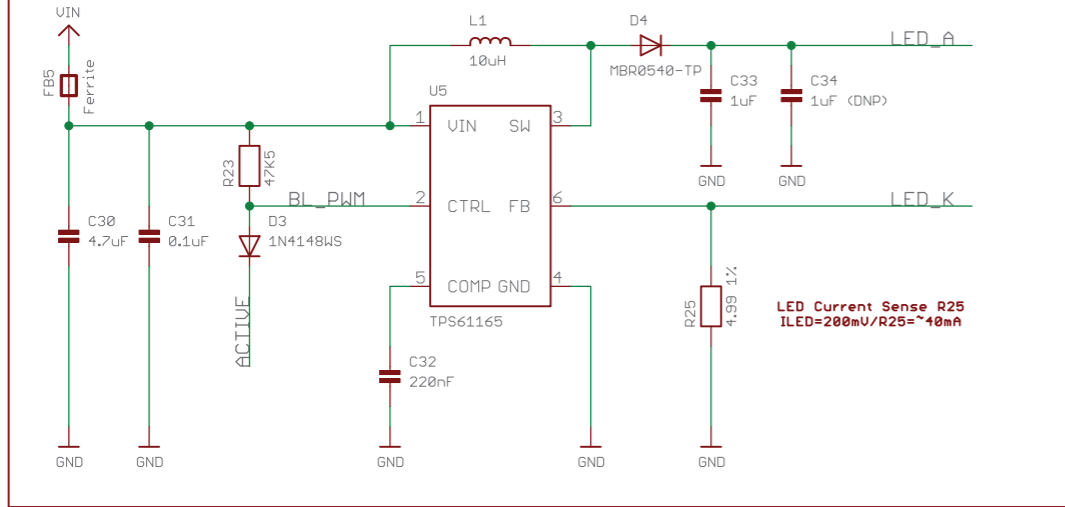 VIN
FB5
Ferrite
L1
10uH
D4
MBR0540-TP
LED_A
C33
1uF
C34
1uF (DNP)
GND
GND
U5
1
VIN
SW
3
R23
47K5
BL_PWM
2
CTRL
FB
6
LED_K
C30
4.7uF
C31
0.1uF
D3
1N4148WS
ACTIVE
5
COMP
GND
4
TPS61165
R25
4.99 1%
LED Current Sense R25
ILED=200mV/R25=~40mA
C32
220nF
GND
GND
GND
GND
GND